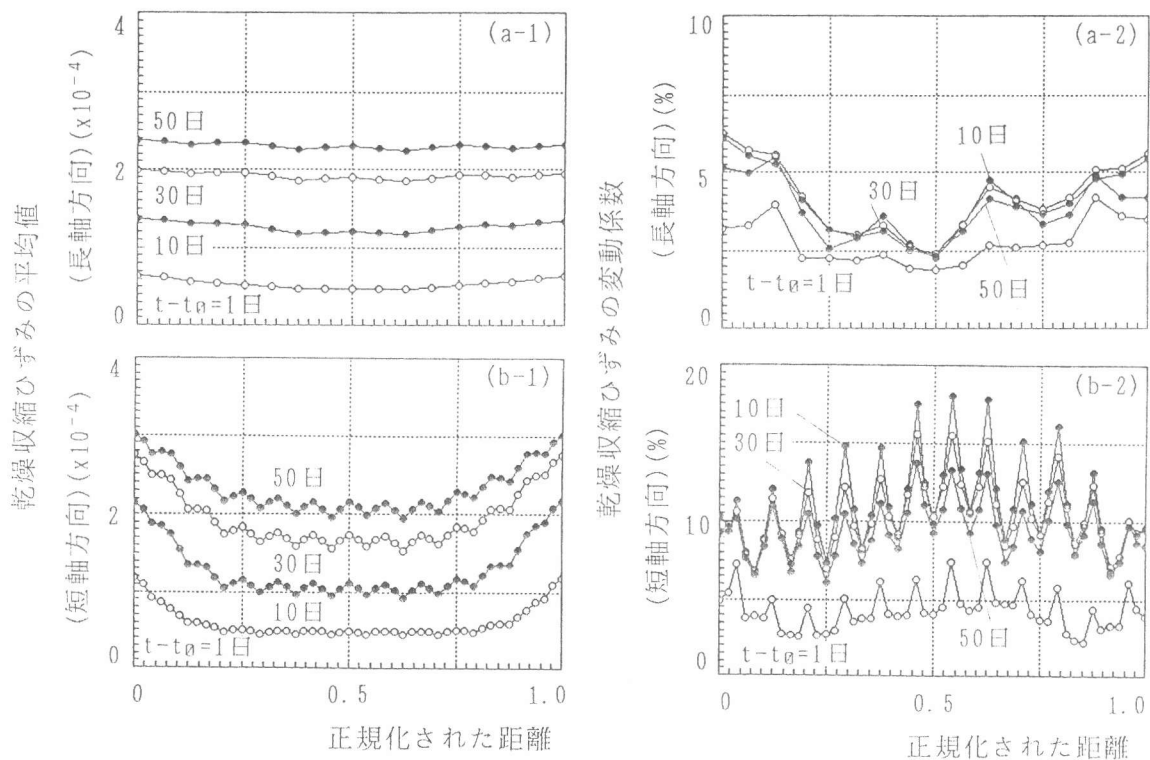 乾燥収縮ひずみの平均値
(長軸方向)(x10⁻⁴)
4
2
0
(a-1)
50日
30日
10日
t-t₀=1日
(短軸方向)(x10⁻⁴)
4
2
0
(b-1)
50日
30日
10日
t-t₀=1日
0
0.5
1.0
正規化された距離
乾燥収縮ひずみの変動係数
(長軸方向)(%)
10
5
0
(a-2)
10日
30日
50日
t-t₀=1日
(短軸方向)(%)
20
10
0
(b-2)
10日
30日
50日
t-t₀=1日
0
0.5
1.0
正規化された距離